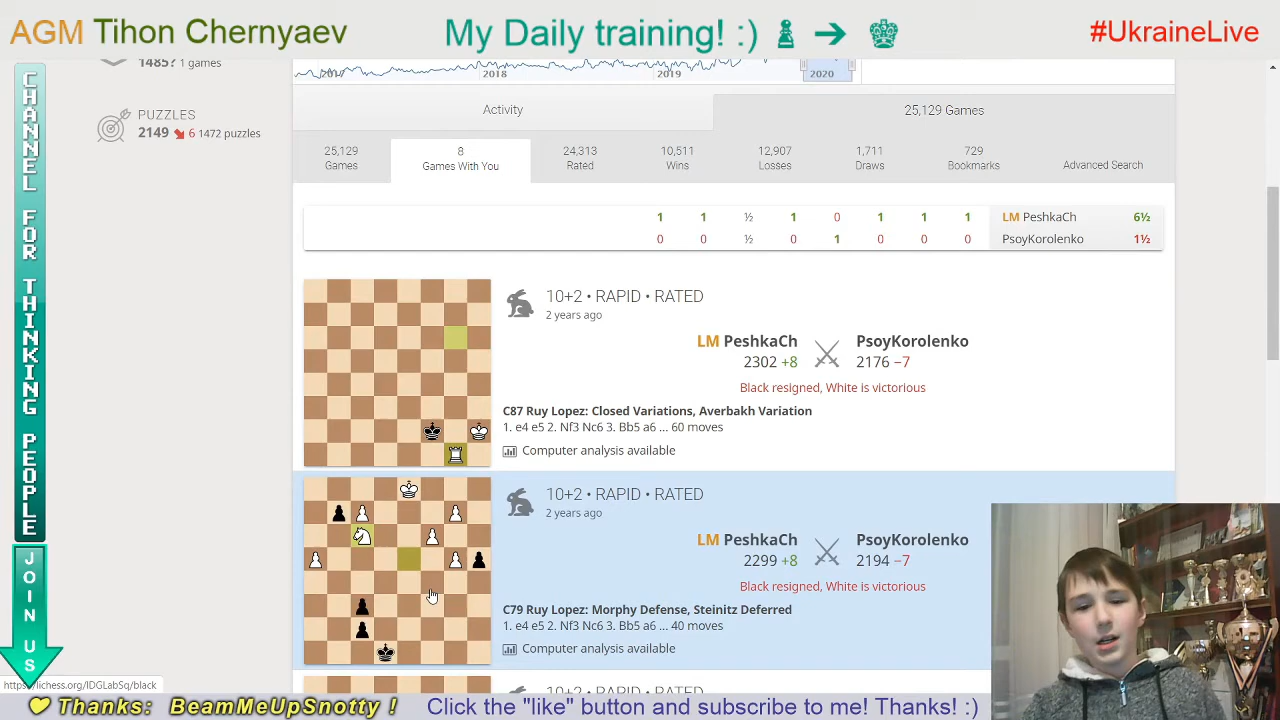 AGM Tihon Chernyaev
My Daily training! :)
#UkraineLive
CHANNEL FOR THINKING PEOPLE
JOIN US
1485? 1 games
PUZZLES
2149 6 1472 puzzles
2017 2018 2019 2020
Activity
25,129 Games
25,129 Games
8 Games With You
24,313 Rated
10,511 Wins
12,907 Losses
1,711 Draws
729 Bookmarks
Advanced Search
1 1 ½ 1 0 1 1 1 LM PeshkaCh 6½
0 0 ½ 0 1 0 0 0 PsoyKorolenko 1½
10+2 • RAPID • RATED
2 years ago
LM PeshkaCh PsoyKorolenko
2302 +8 2176 −7
Black resigned, White is victorious
C87 Ruy Lopez: Closed Variations, Averbakh Variation
1. e4 e5 2. Nf3 Nc6 3. Bb5 a6 ... 60 moves
Computer analysis available
10+2 • RAPID • RATED
2 years ago
LM PeshkaCh PsoyKorolenko
2299 +8 2194 −7
Black resigned, White is victorious
C79 Ruy Lopez: Morphy Defense, Steinitz Deferred
1. e4 e5 2. Nf3 Nc6 3. Bb5 a6 ... 40 moves
Computer analysis available
10+2 • RAPID • RATED
https://lichess.org/IDGLabSq/black
Thanks: BeamMeUpSnotty !
Click the "like" button and subscribe to me! Thanks! :)